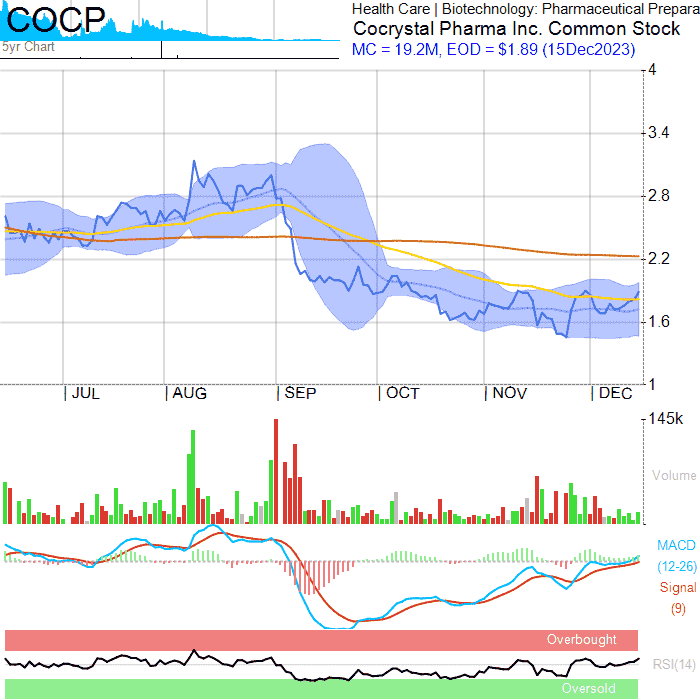 COCP
5yr Chart
Health Care | Biotechnology: Pharmaceutical Prepara
Cocrystal Pharma Inc. Common Stock
MC = 19.2M, EOD = $1.89 (15Dec2023)
4
3.4
2.8
2.2
1.6
1
| JUL | AUG | SEP | OCT | NOV | DEC
145k
Volume
MACD
(12-26)
Signal
(9)
Overbought
RSI(14)
Oversold